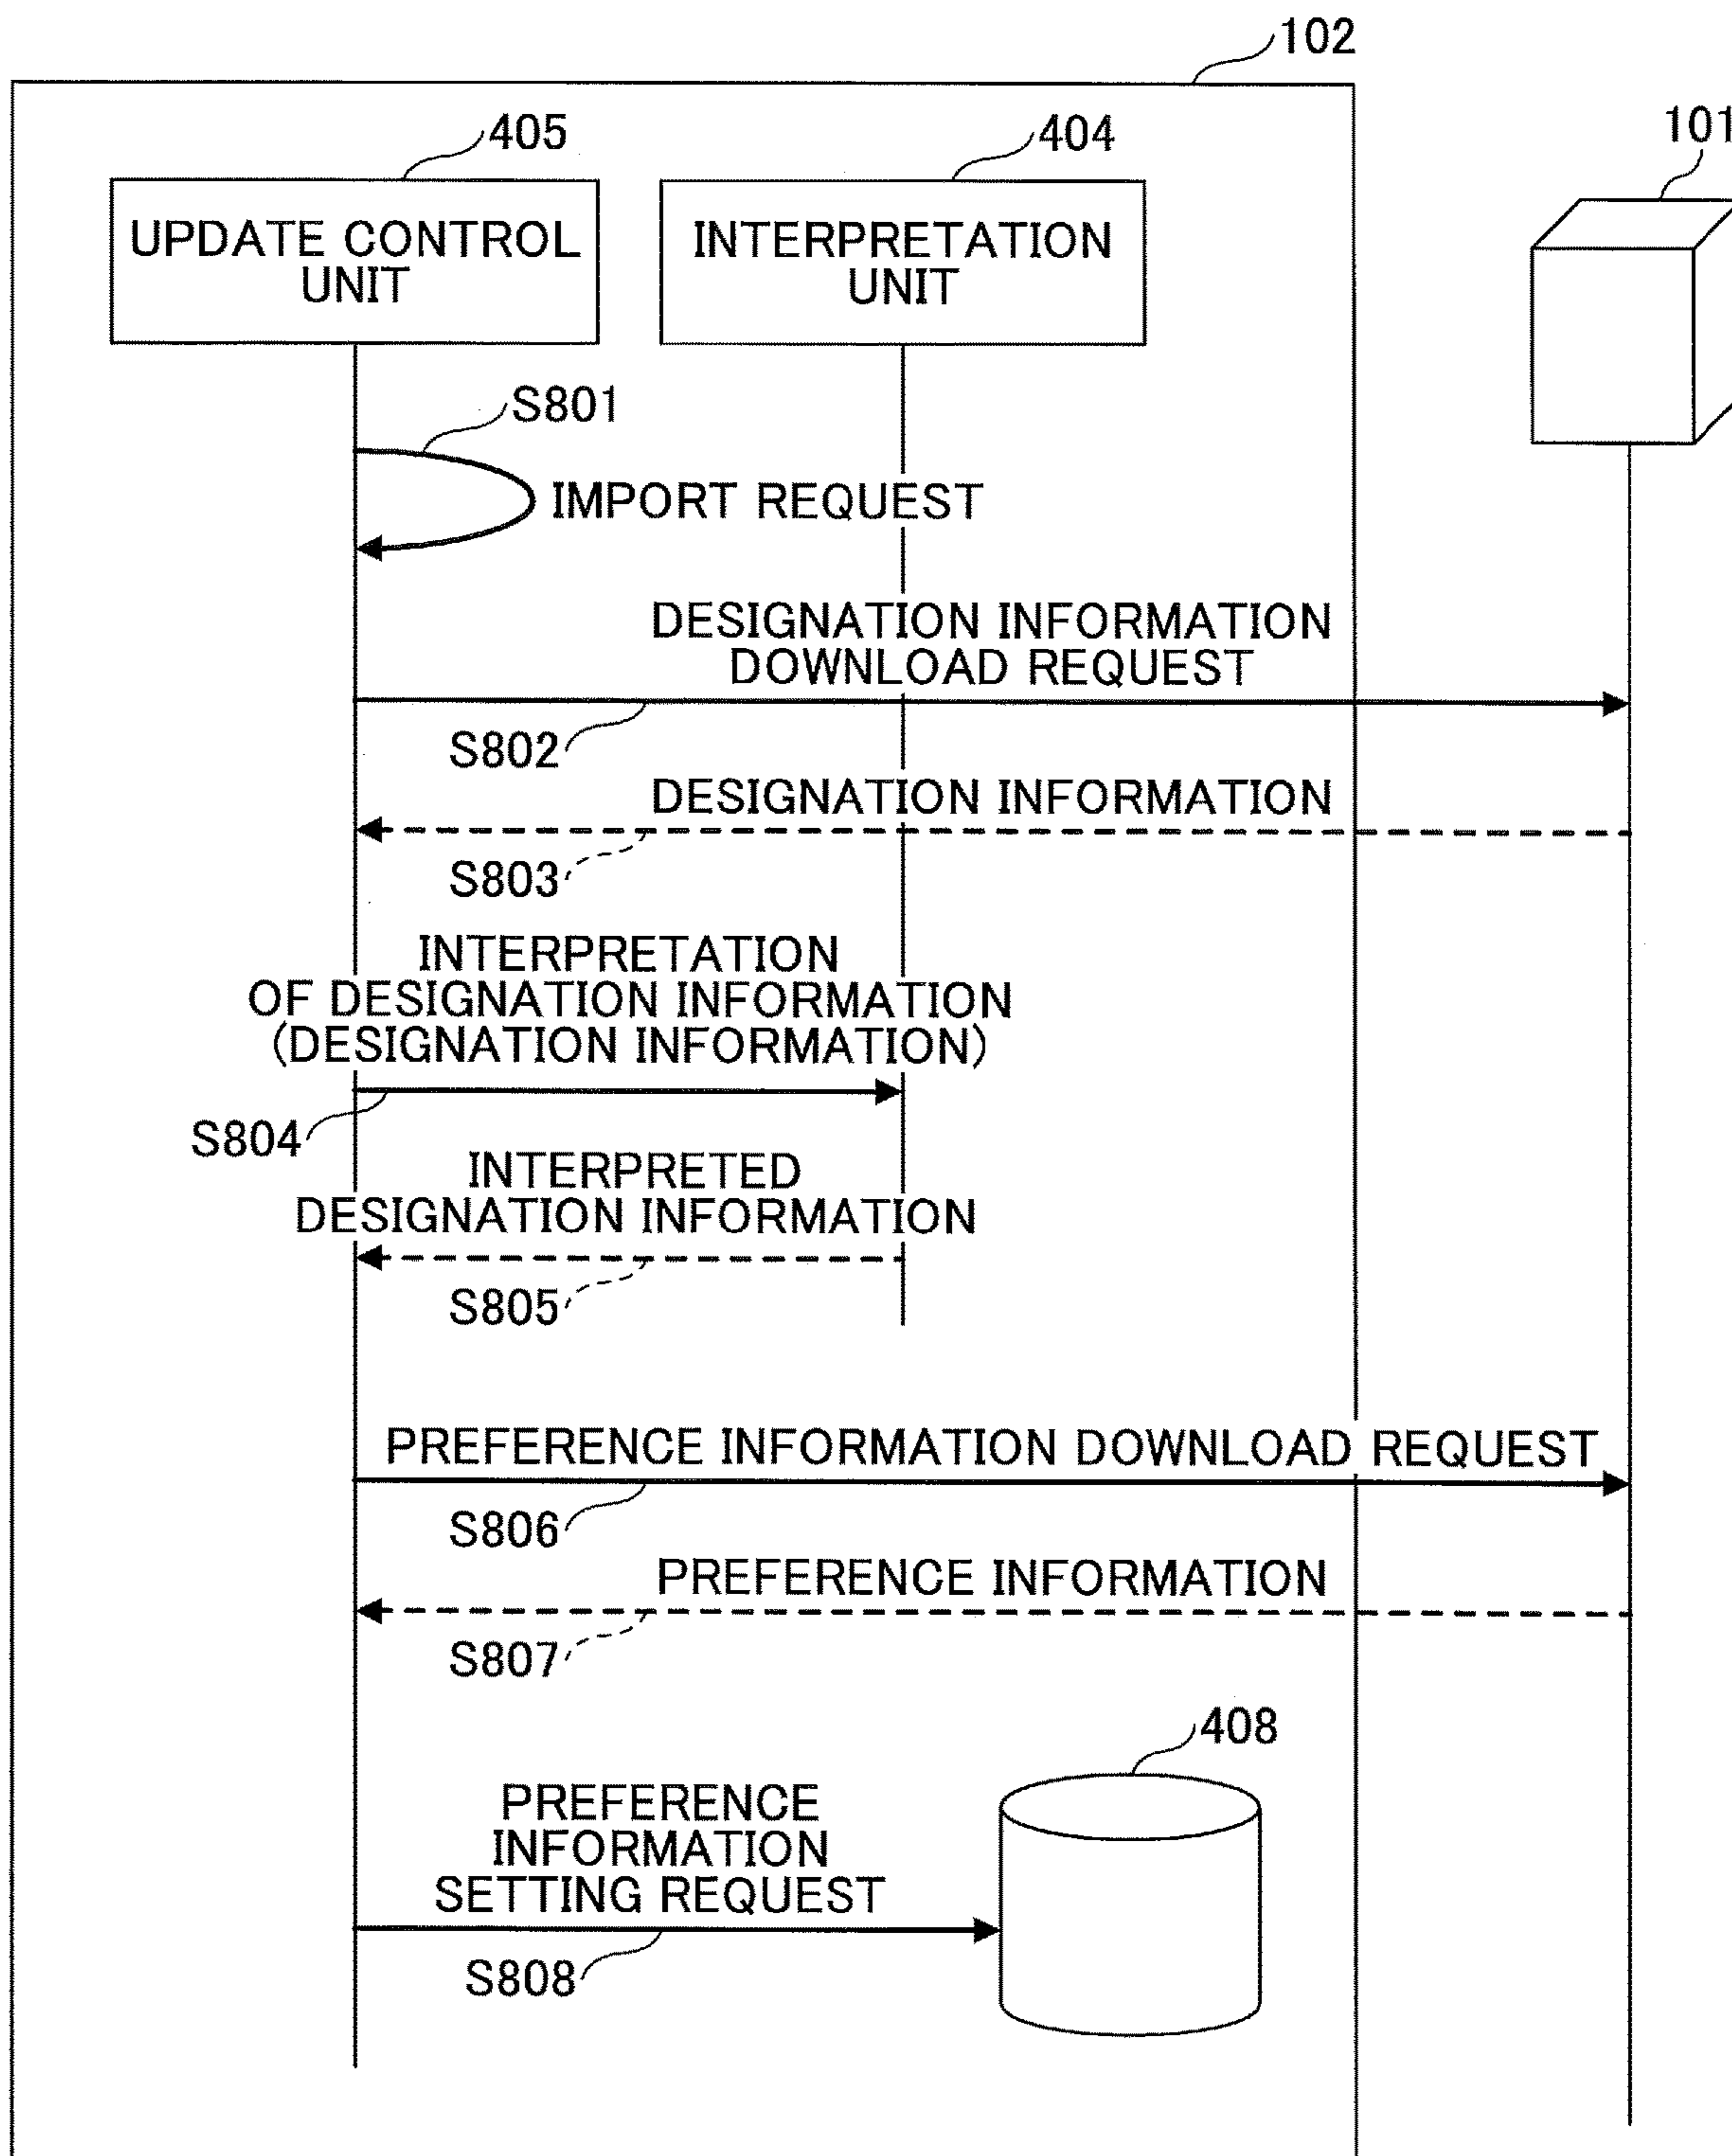 102
405
404
101
UPDATE CONTROL
UNIT
INTERPRETATION
UNIT
S801
IMPORT REQUEST
DESIGNATION INFORMATION
DOWNLOAD REQUEST
S802
DESIGNATION INFORMATION
S803
INTERPRETATION
OF DESIGNATION INFORMATION
(DESIGNATION INFORMATION)
S804
INTERPRETED
DESIGNATION INFORMATION
S805
PREFERENCE INFORMATION DOWNLOAD REQUEST
S806
PREFERENCE INFORMATION
S807
408
PREFERENCE
INFORMATION
SETTING REQUEST
S808